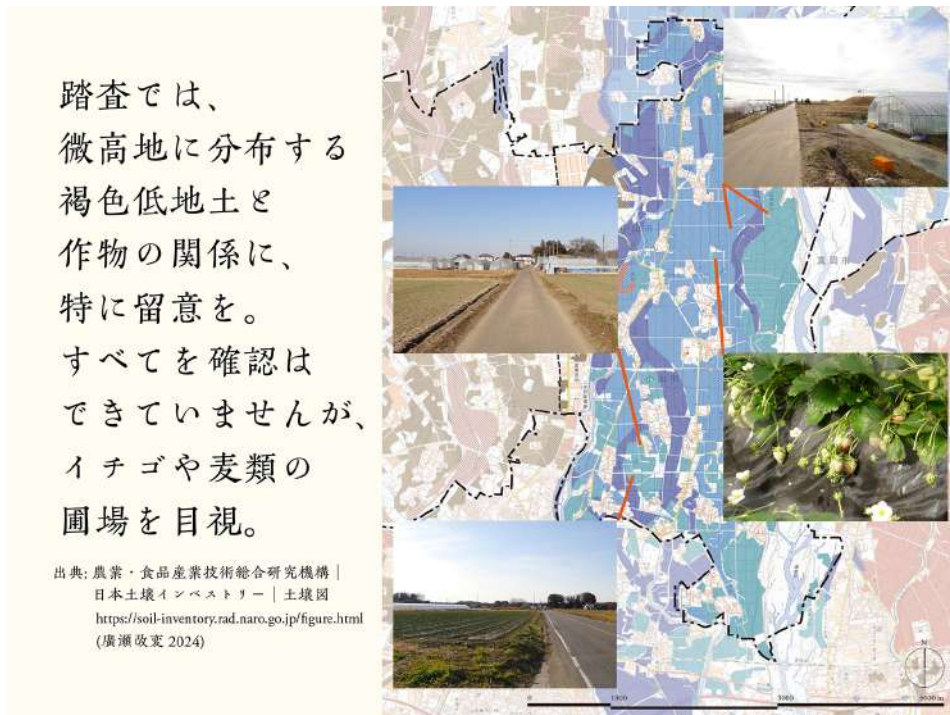 踏査では、
微高地に分布する
褐色低地土と
作物の関係に、
特に留意を。
すべてを確認は
できていませんが、
イチゴや麦類の
圃場を目視。
出典: 農業・食品産業技術総合研究機構｜
日本土壌インベストリー｜土壌図
https://soil-inventory.rad.naro.go.jp/figure.html
(廣瀬改変 2024)
真岡市
N
0